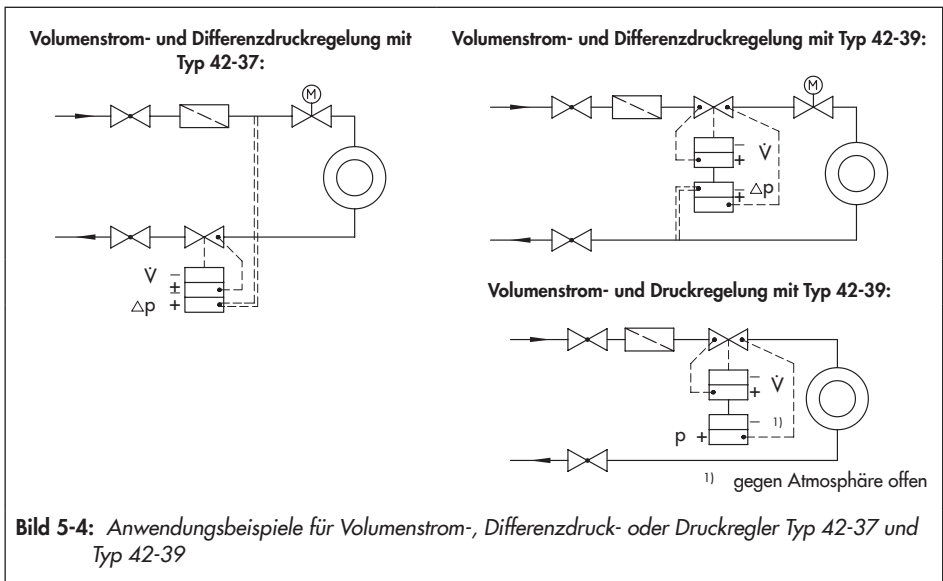 Volumenstrom- und Differenzdruckregelung mit
Typ 42-37:
M
V̇
–
±
Δp +
Volumenstrom- und Differenzdruckregelung mit Typ 42-39:
M
–
+ V̇
–
+ Δp
Volumenstrom- und Druckregelung mit Typ 42-39:
–
+ V̇
– 1)
p +
1) gegen Atmosphäre offen
Bild 5-4: Anwendungsbeispiele für Volumenstrom-, Differenzdruck- oder Druckregler Typ 42-37 und
Typ 42-39